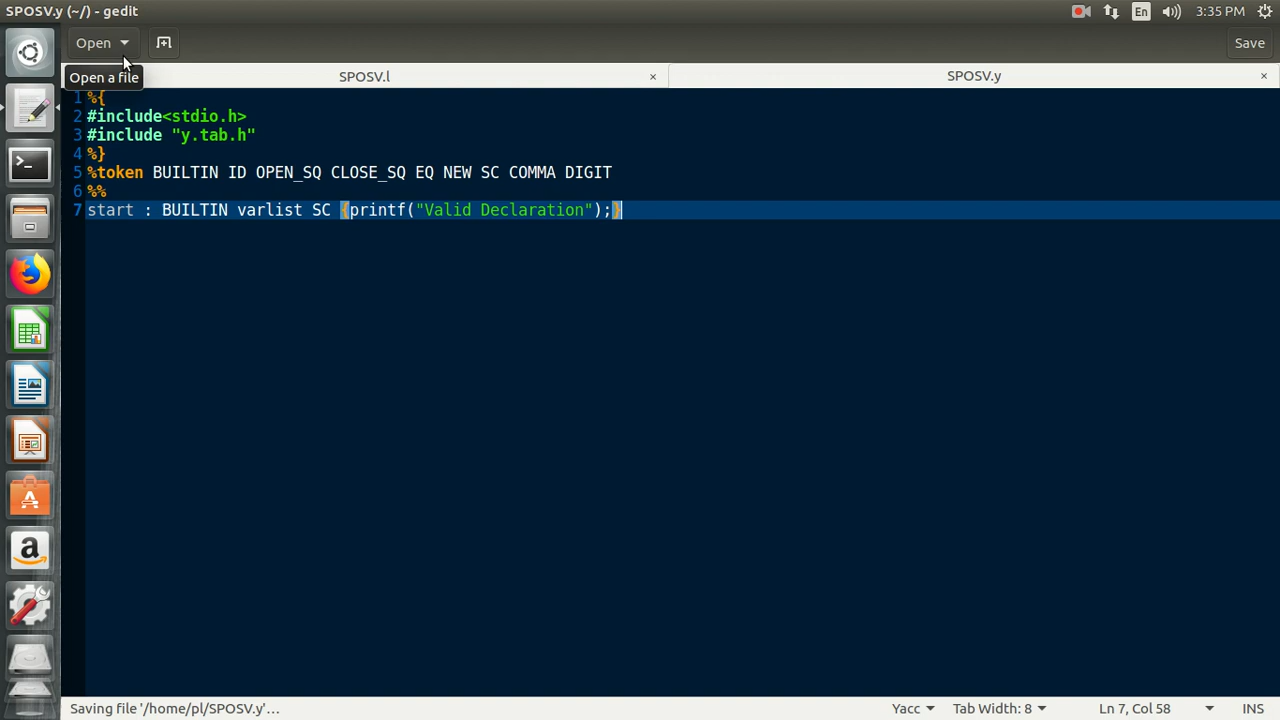 SPOSV.y (~/) - gedit
En
3:35 PM
Open
Save
Open a file
SPOSV.l ×
SPOSV.y ×
1 %{
2 #include<stdio.h>
3 #include "y.tab.h"
4 %}
5 %token BUILTIN ID OPEN_SQ CLOSE_SQ EQ NEW SC COMMA DIGIT
6 %%
7 start : BUILTIN varlist SC {printf("Valid Declaration");}
Saving file '/home/pl/SPOSV.y'…
Yacc
Tab Width: 8
Ln 7, Col 58
INS